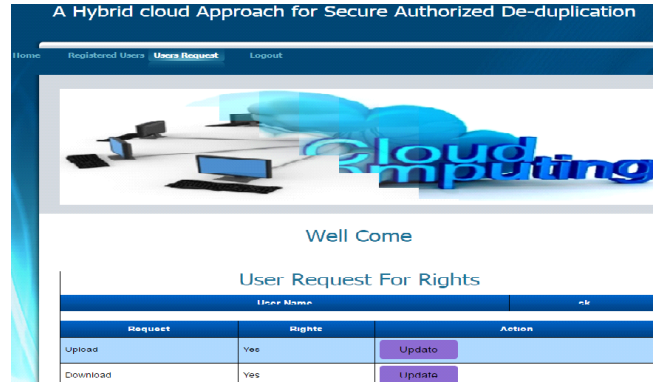 A Hybrid cloud Approach for Secure Authorized De-duplication
Home Registered Users Users Request Logout
Cloud
Computing
Well Come
User Request For Rights
User Name sk
Request Rights Action
Upload Yes Update
Download Yes Update